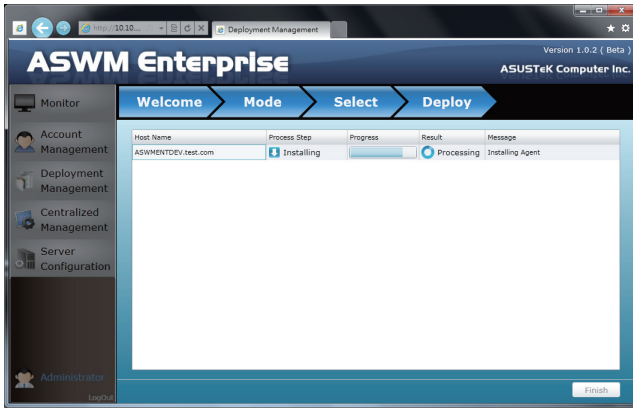 http://10.10...
Deployment Management
ASWM Enterprise
Version 1.0.2 ( Beta )
ASUSTeK Computer Inc.
Welcome
Mode
Select
Deploy
Monitor
Account Management
Deployment Management
Centralized Management
Server Configuration
Host Name Process Step Progress Result Message
ASWMENTDEV.test.com Installing Processing Installing Agent
Administrator
LogOut
Finish